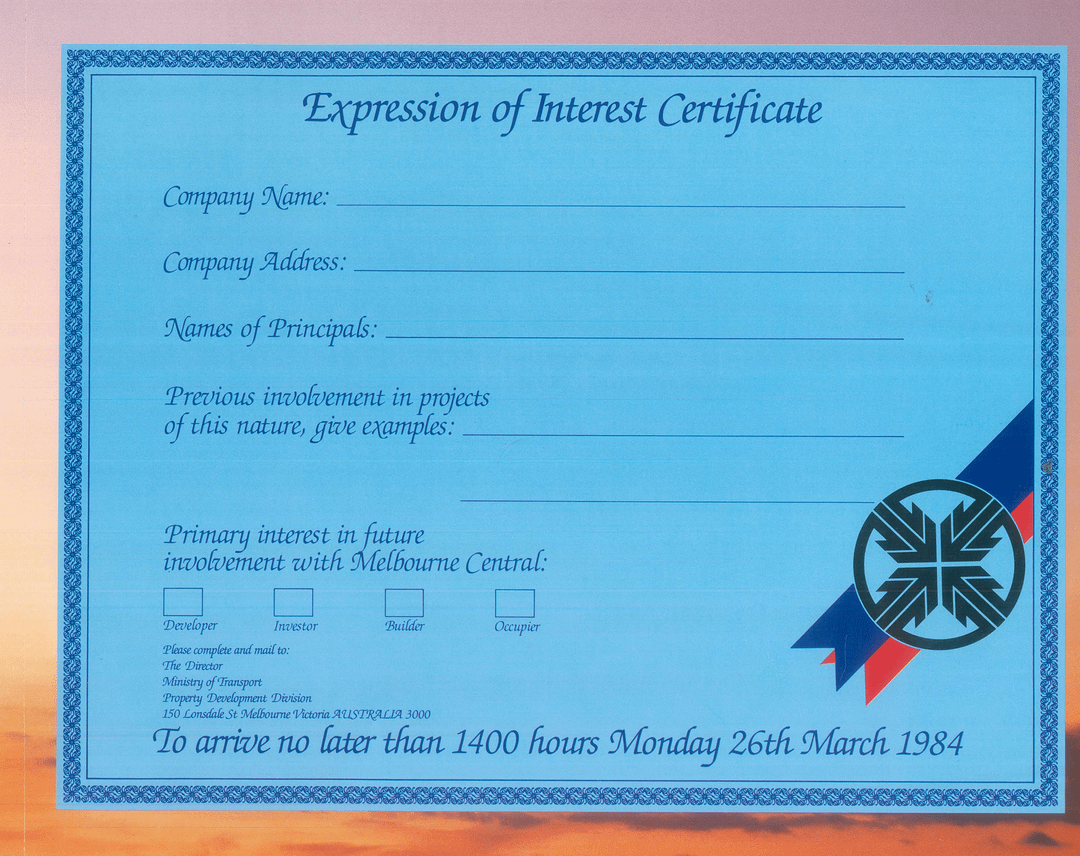 Expression of Interest Certificate
Company Name:
Company Address:
Names of Principals:
Previous involvement in projects
of this nature, give examples:
Primary interest in future
involvement with Melbourne Central:
Developer Investor Builder Occupier
Please complete and mail to:
The Director
Ministry of Transport
Property Development Division
150 Lonsdale St Melbourne Victoria AUSTRALIA 3000
To arrive no later than 1400 hours Monday 26th March 1984